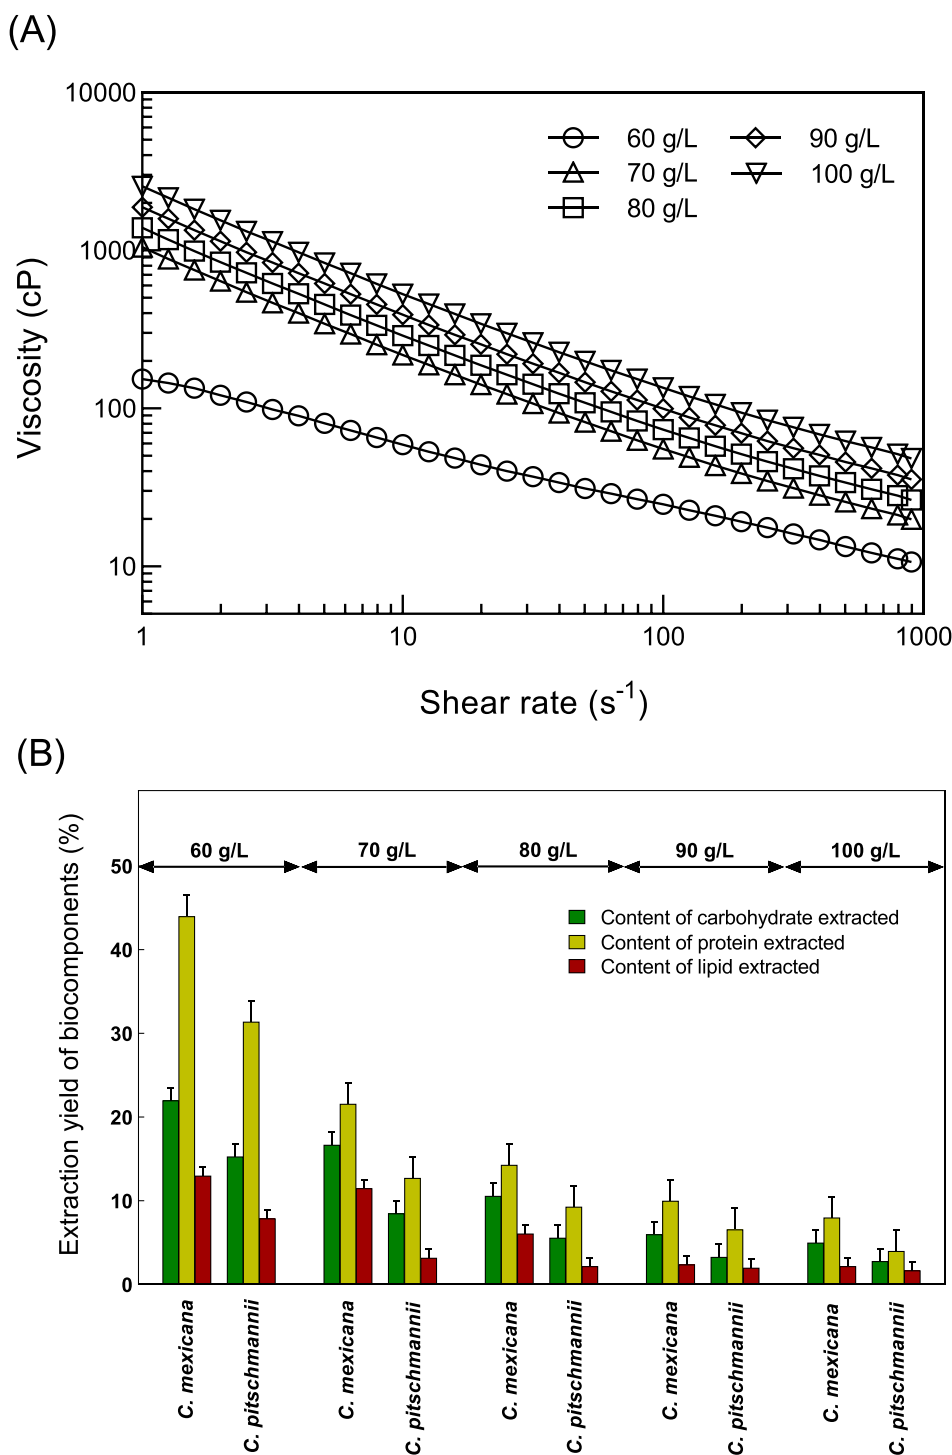 (A)
10000
1000
100
10
Viscosity (cP)
60 g/L
90 g/L
70 g/L
100 g/L
80 g/L
1
10
100
1000
Shear rate (s⁻¹)
(B)
Extraction yield of biocomponents (%)
60 g/L
70 g/L
80 g/L
90 g/L
100 g/L
50
40
30
20
10
0
Content of carbohydrate extracted
Content of protein extracted
Content of lipid extracted
C. mexicana
C. pitschmannii
C. mexicana
C. pitschmannii
C. mexicana
C. pitschmannii
C. mexicana
C. pitschmannii
C. mexicana
C. pitschmannii